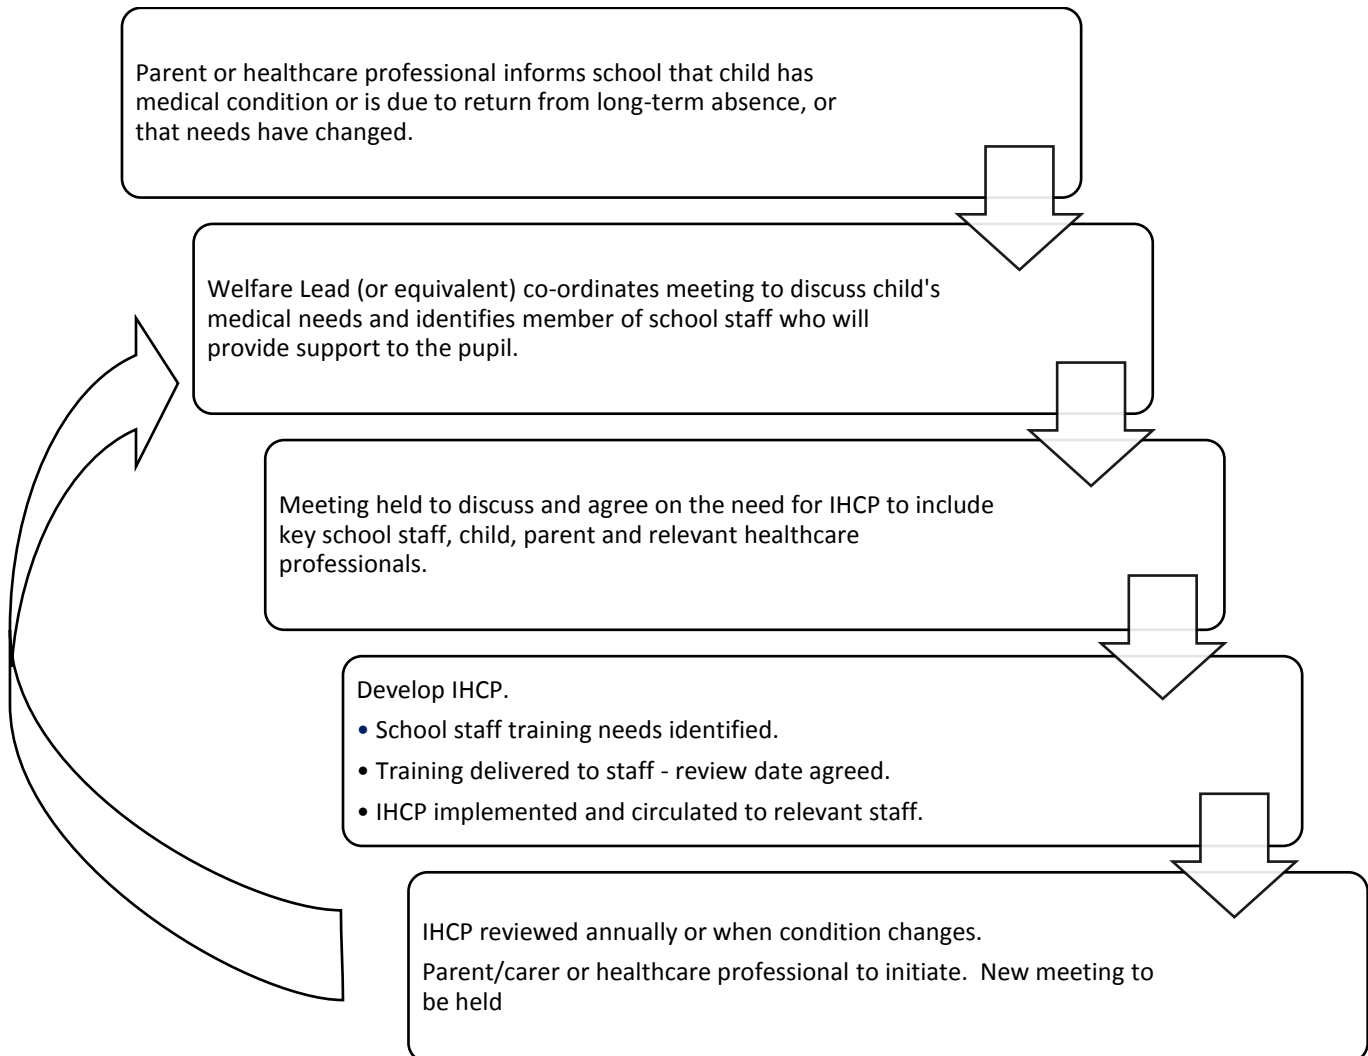 Parent or healthcare professional informs school that child has
medical condition or is due to return from long-term absence, or
that needs have changed.
Welfare Lead (or equivalent) co-ordinates meeting to discuss child's
medical needs and identifies member of school staff who will
provide support to the pupil.
Meeting held to discuss and agree on the need for IHCP to include
key school staff, child, parent and relevant healthcare
professionals.
Develop IHCP.
• School staff training needs identified.
• Training delivered to staff - review date agreed.
• IHCP implemented and circulated to relevant staff.
IHCP reviewed annually or when condition changes.
Parent/carer or healthcare professional to initiate.  New meeting to
be held